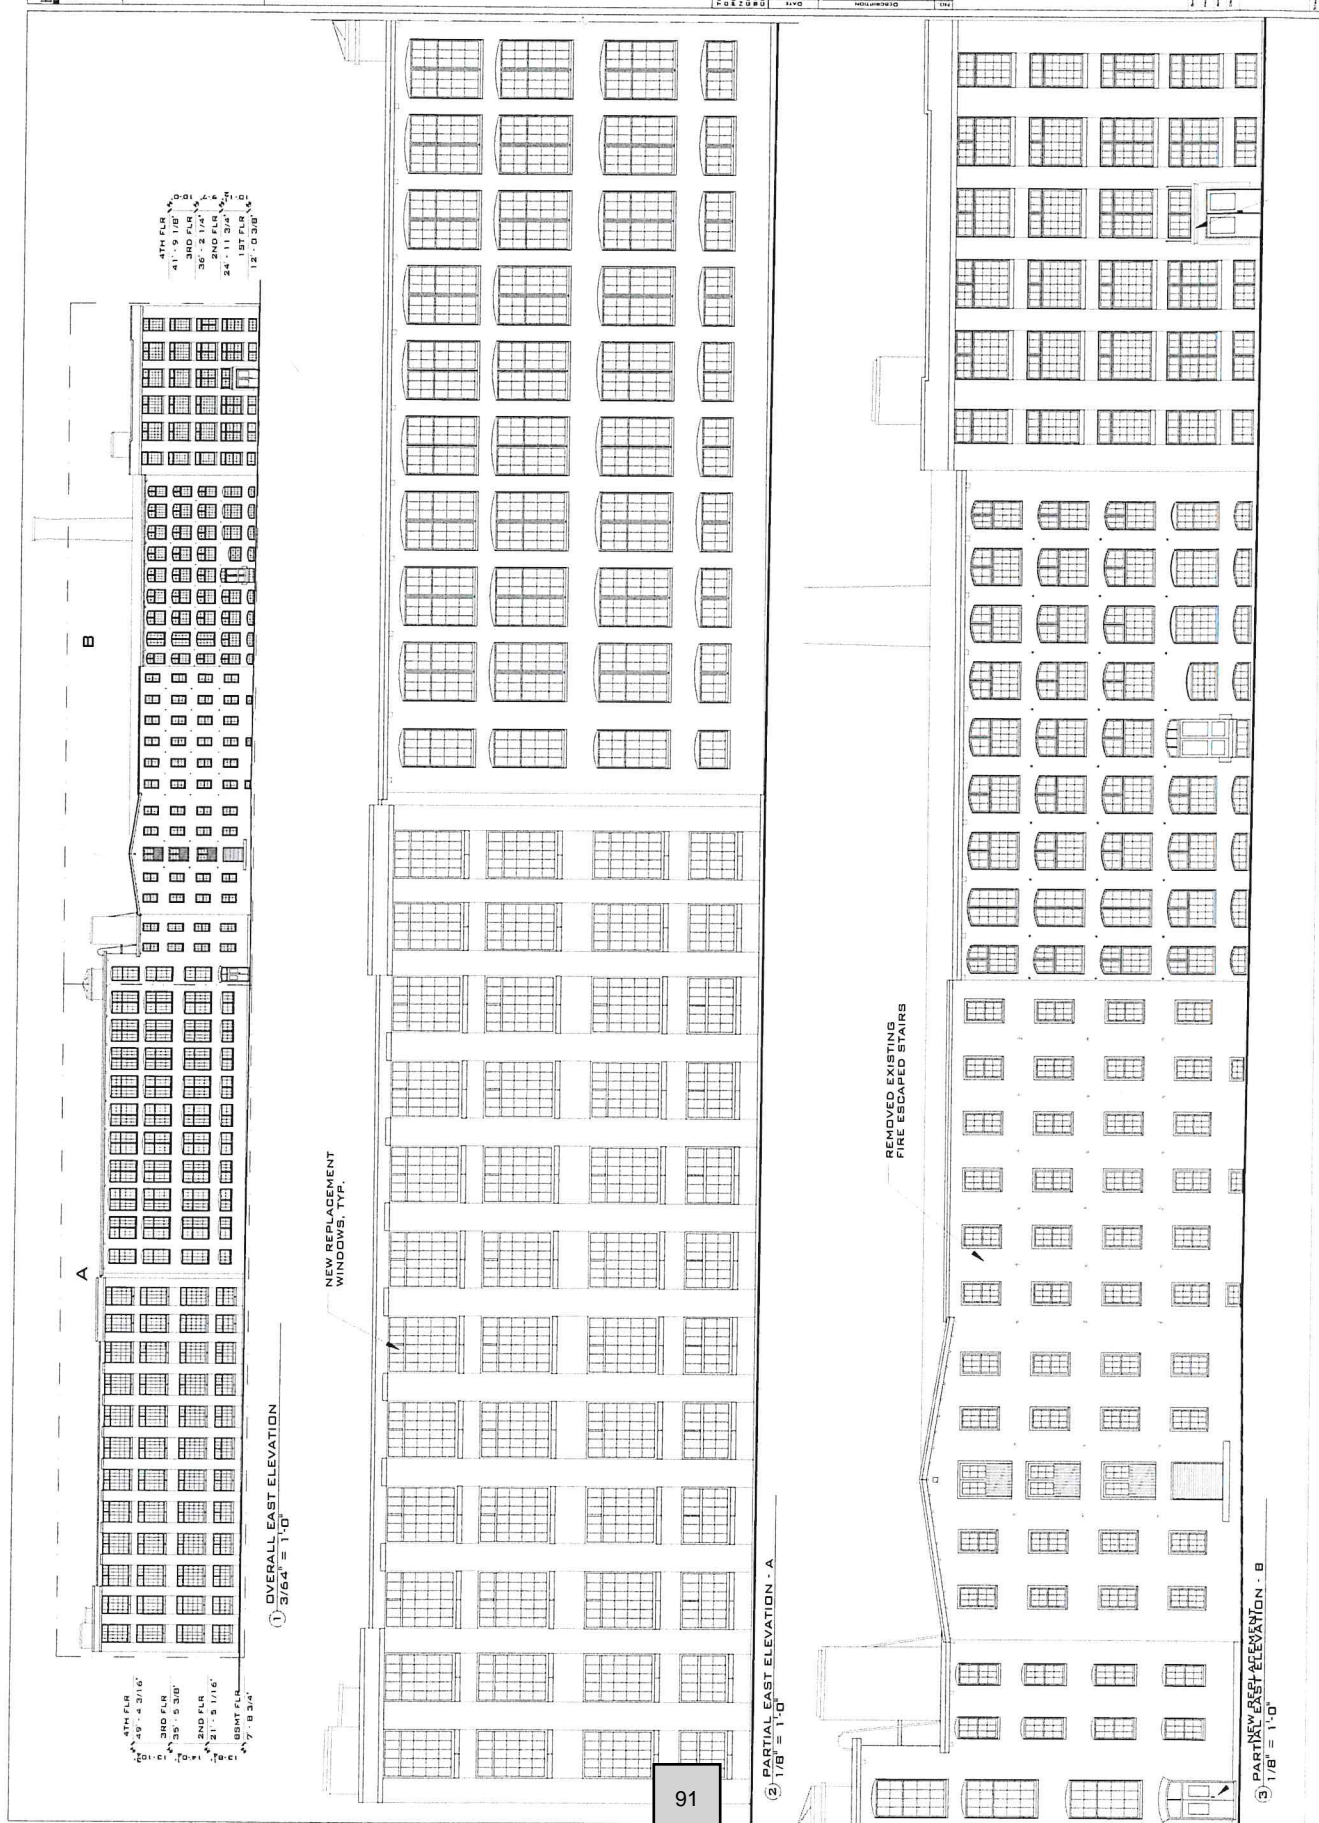 A
B
4TH FLR
49' - 4 3/16"
3RD FLR
35' - 5 3/8"
2ND FLR
21' - 5 1/16"
BSMT FLR
7' - 8 3/4"
4TH FLR
41' - 9 1/8"
3RD FLR
36' - 2 1/4"
2ND FLR
24' - 11 3/4"
1ST FLR
12' - 0 3/8"
1 OVERALL EAST ELEVATION
3/64" = 1'-0"
NEW REPLACEMENT
WINDOWS, TYP.
2 PARTIAL EAST ELEVATION - A
1/8" = 1'-0"
REMOVED EXISTING
FIRE ESCAPED STAIRS
NEW REPLACEMENT
3 PARTIAL EAST ELEVATION - B
1/8" = 1'-0"
NO.
DESCRIPTION
DATE
91